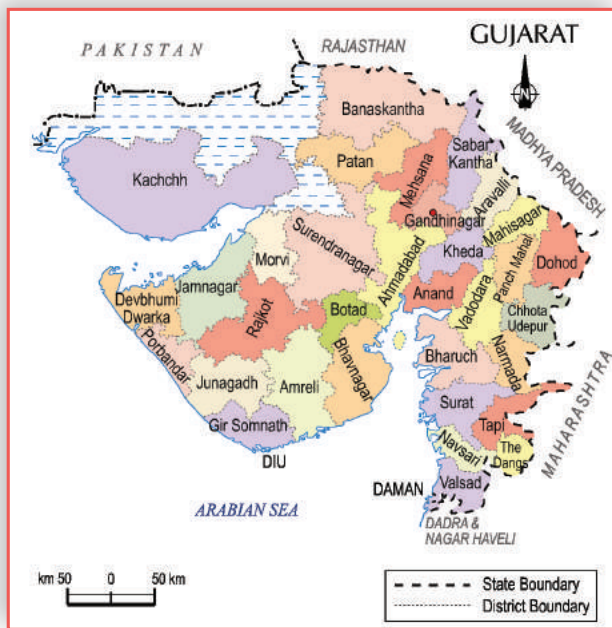 GUJARAT
PAKISTAN
RAJASTHAN
N
MADHYA PRADESH
Banaskantha
Sabar
Kantha
Patan
Mehsana
Aravalli
Kachchh
Gandhinagar
Mahisagar
Surendranagar
Ahmadabad
Kheda
Panch Mahal
Dohod
Morvi
Jamnagar
Rajkot
Anand
Vadodara
Chhota
Udepur
Devbhumi
Dwarka
Botad
Porbandar
Bhavnagar
Bharuch
Narmada
Junagadh
Amreli
Surat
Tapi
MAHARASHTRA
Gir Somnath
Navsari
The
Dangs
DIU
Valsad
DAMAN
ARABIAN SEA
DADRA &
NAGAR HAVELI
km 50 0 50 km
State Boundary
District Boundary